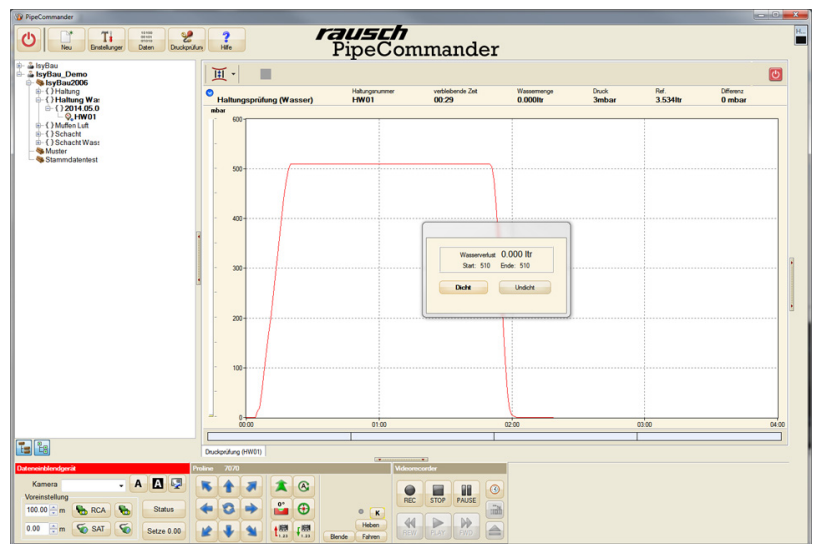 PipeCommander
rausch
PipeCommander
Neu
Einstellungen
Daten
Druckprüfung
Hilfe
H...
IsyBau
IsyBau_Demo
IsyBau2006
( ) Haltung
( ) Haltung Was
( ) 2014.05.0
HW01
( ) Muffen Luft
( ) Schacht
( ) Schacht Wass
Muster
Stammdatentest
Haltungsprüfung (Wasser)
Haltungsnummer
HW01
verbleibende Zeit
00:29
Wassermenge
0.000ltr
Druck
3mbar
Ref.
3.534ltr
Differenz
0 mbar
mbar
600
500
400
300
200
100
0
00:00
01:00
02:00
03:00
04:00
Wasserverlust 0.000 ltr
Start: 510 Ende: 510
Dicht
Undicht
Druckprüfung (HW01)
Dateneinblendgerät
Kamera
A
A
Voreinstellung
100.00 m
RCA
Status
0.00 m
SAT
Setze 0.00
Proline 7070
0°
K
Heben
Blende
Fahren
Videorecorder
REC
STOP
PAUSE
REW
PLAY
FWD